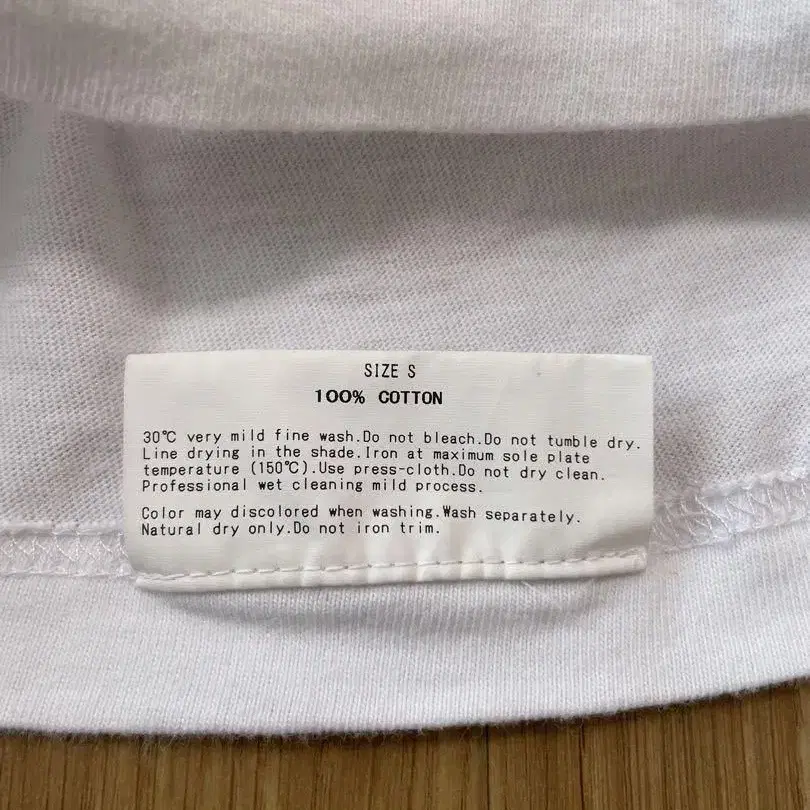 SIZE S
100% COTTON
30℃ very mild fine wash.Do not bleach.Do not tumble dry.
Line drying in the shade.Iron at maximum sole plate
temperature (150℃).Use press-cloth.Do not dry clean.
Professional wet cleaning mild process.
Color may discolored when washing.Wash separately.
Natural dry only.Do not iron trim.